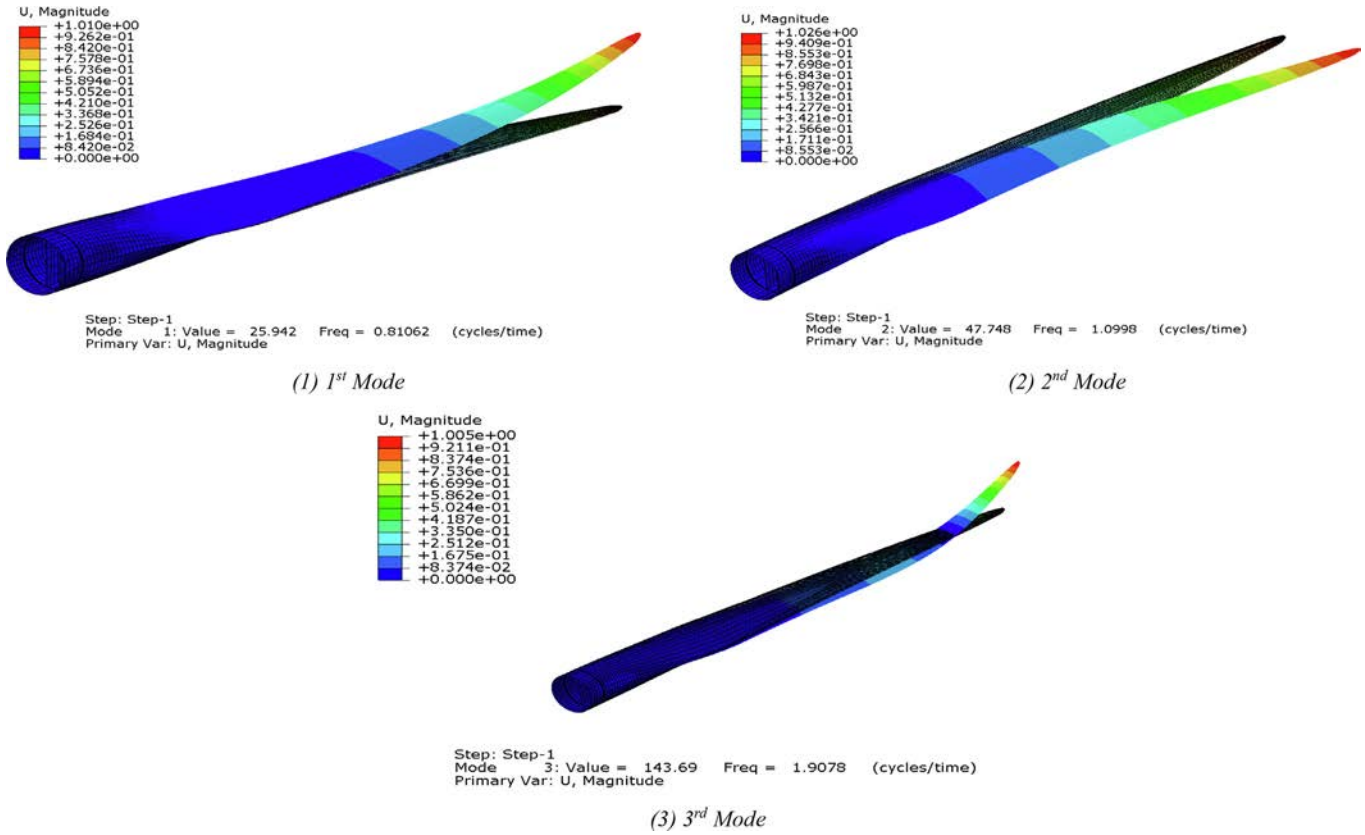 U, Magnitude
+1.010e+00
+9.262e-01
+8.420e-01
+7.578e-01
+6.736e-01
+5.894e-01
+5.052e-01
+4.210e-01
+3.368e-01
+2.526e-01
+1.684e-01
+8.420e-02
+0.000e+00
Step: Step-1
Mode 1: Value = 25.942 Freq = 0.81062 (cycles/time)
Primary Var: U, Magnitude
(1) 1st Mode
U, Magnitude
+1.026e+00
+9.409e-01
+8.553e-01
+7.698e-01
+6.843e-01
+5.987e-01
+5.132e-01
+4.277e-01
+3.421e-01
+2.566e-01
+1.711e-01
+8.553e-02
+0.000e+00
Step: Step-1
Mode 2: Value = 47.748 Freq = 1.0998 (cycles/time)
Primary Var: U, Magnitude
(2) 2nd Mode
U, Magnitude
+1.005e+00
+9.211e-01
+8.374e-01
+7.536e-01
+6.699e-01
+5.862e-01
+5.024e-01
+4.187e-01
+3.350e-01
+2.512e-01
+1.675e-01
+8.374e-02
+0.000e+00
Step: Step-1
Mode 3: Value = 143.69 Freq = 1.9078 (cycles/time)
Primary Var: U, Magnitude
(3) 3rd Mode